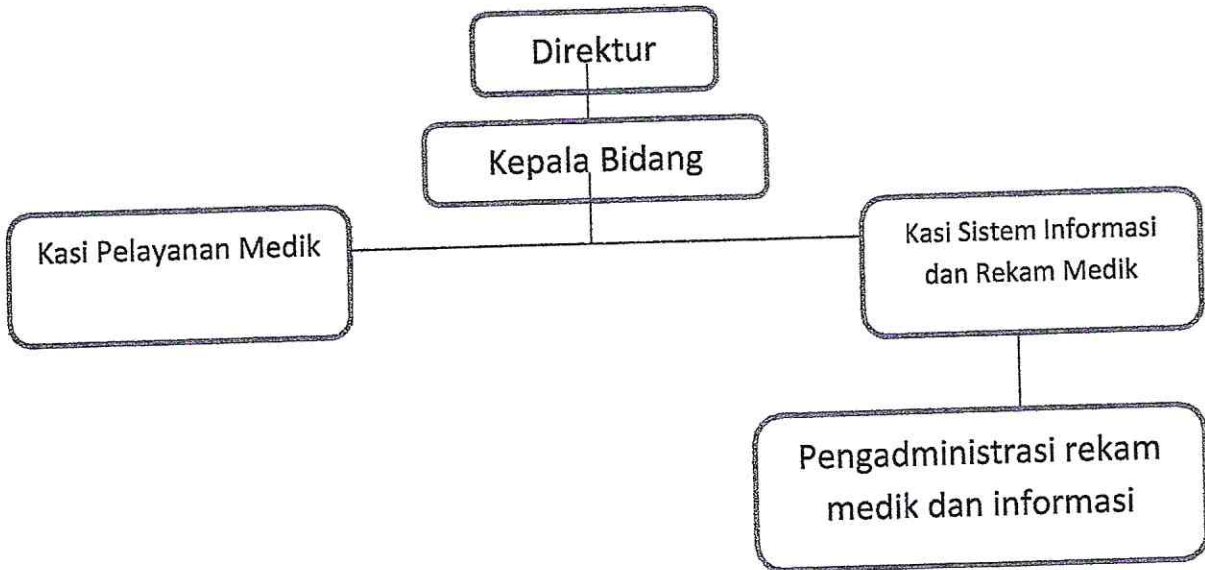 Direktur
Kepala Bidang
Kasi Pelayanan Medik
Kasi Sistem Informasi
dan Rekam Medik
Pengadministrasi rekam
medik dan informasi